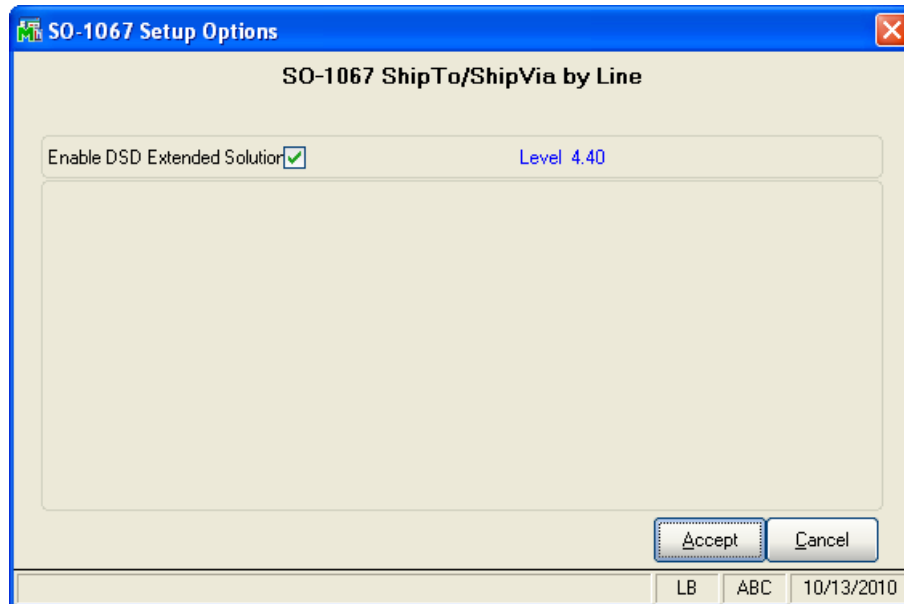 SO-1067 Setup Options
SO-1067 ShipTo/ShipVia by Line
Enable DSD Extended Solution Level 4.40
Accept Cancel
LB ABC 10/13/2010